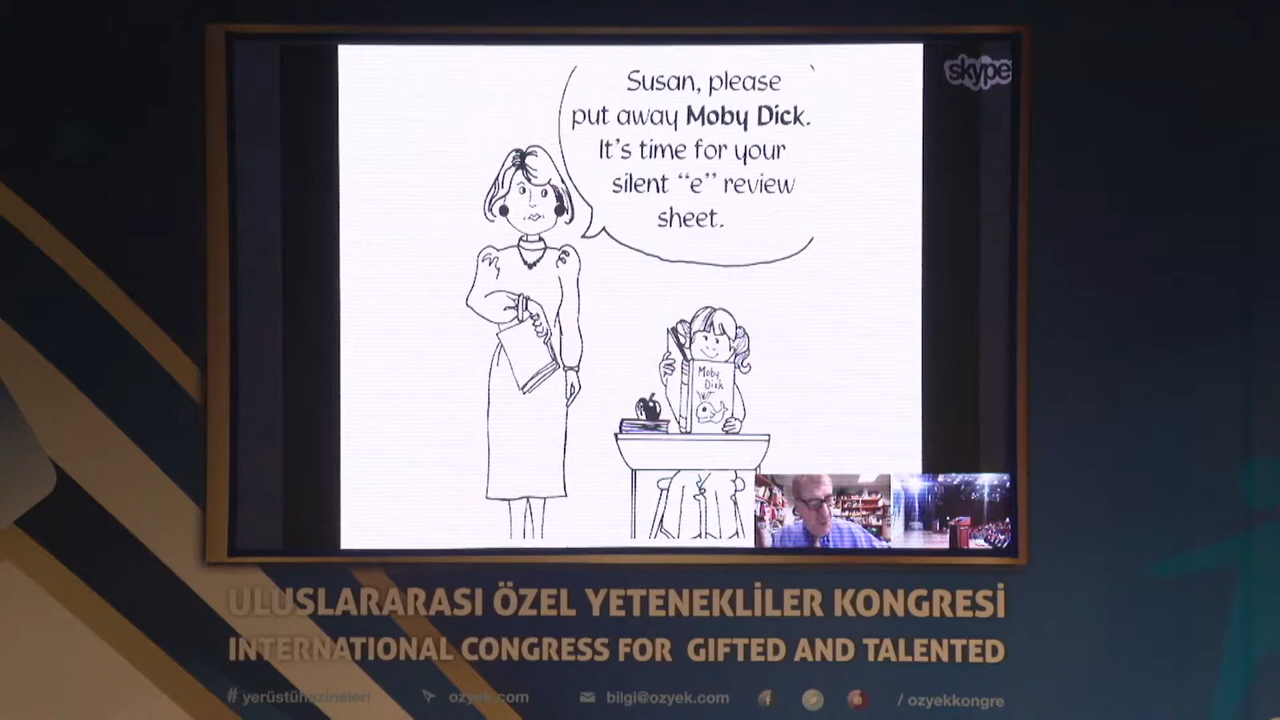 skype
Susan, please
put away Moby Dick.
It's time for your
silent “e” review
sheet.
Moby
Dick
ULUSLARARASI ÖZEL YETENEKLİLER KONGRESİ
INTERNATIONAL CONGRESS FOR GIFTED AND TALENTED
# yerüstühazineleri
ozyek.com
bilgi@ozyek.com
/ ozyekkongre